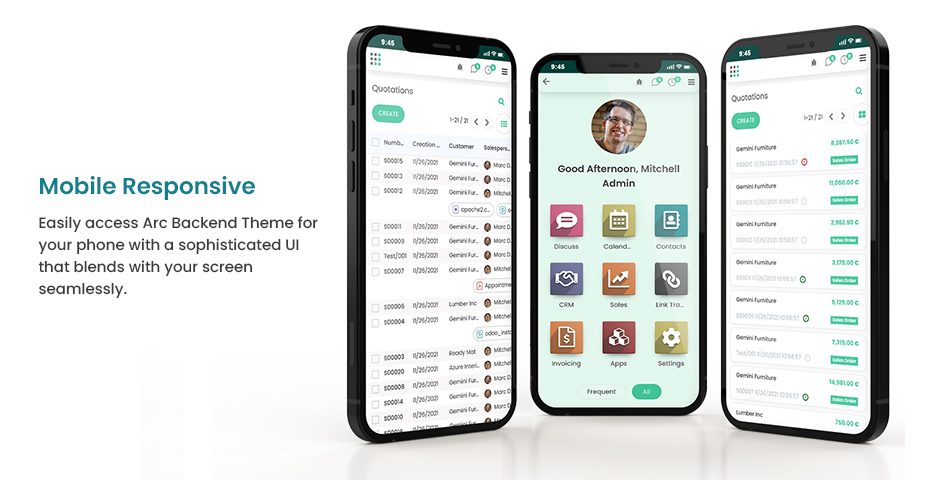 Mobile Responsive
Easily access Arc Backend Theme for
your phone with a sophisticated UI
that blends with your screen
seamlessly.
9:45
Quotations
CREATE
1-21 / 21
Numb... Creation ... Customer Salespers...
S00015 11/26/2021 Gemini Fur... Marc D...
S00013 11/26/2021 Gemini Fur... Marc D...
S00012 11/26/2021 Gemini Fur... Mitchel
apache2.c...
S00011 11/26/2021 Gemini Fur... Marc D...
S00009 11/26/2021 Gemini Fur... Marc D...
Test/001 11/26/2021 Gemini Fur... Marc D...
S00007 11/26/2021 Gemini Fur... Mitchel
Appointme
S00006 11/26/2021 Lumber Inc Mitchel
S00004 11/26/2021 Gemini Fur... Mitchel
odoo_insta
S00003 11/26/2021 Ready Mat Mitchel
S00020 11/26/2021 Azure Interi... Mitchel
S00008 11/26/2021 Gemini Fur... Marc D...
S00014 11/26/2021 Gemini Fur... Marc D...
S00010 11/26/2021 Gemini Fur... Marc D...
9:45
Good Afternoon, Mitchell
Admin
Discuss Calend... Contacts
CRM Sales Link Tra...
Invoicing Apps Settings
Frequent All
9:45
Quotations
CREATE
1-21 / 21
Gemini Furniture 8,287.50 €
S00015 11/26/2021 10:56:57 Sales Order
Gemini Furniture 11,050.00 €
S00013 11/26/2021 10:56:57 Sales Order
Gemini Furniture 2,962.50 €
S00012 11/26/2021 10:56:57 Sales Order
Gemini Furniture 3,175.00 €
S00011 11/26/2021 10:56:57 Sales Order
Gemini Furniture 5,125.00 €
S00009 11/26/2021 10:56:57 Sales Order
Gemini Furniture 7,315.00 €
Test/001 11/26/2021 10:56:57 Sales Order
Gemini Furniture 14,981.00 €
S00007 11/26/2021 10:56:57 Sales Order
Lumber Inc 750.00 €